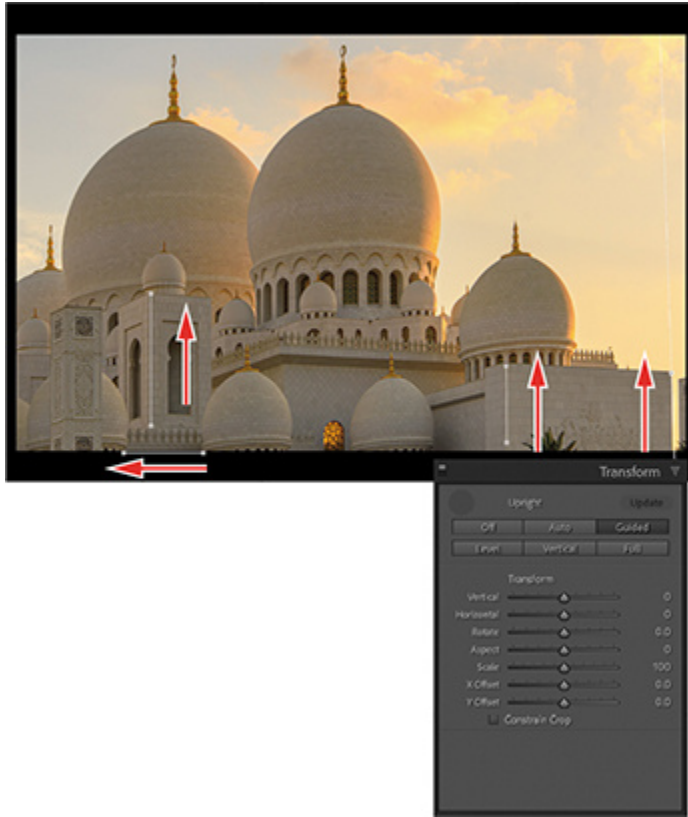 Transform
Upright Update
Off Auto Guided
Level Vertical Full
Transform
Vertical 0
Horizontal 0
Rotate 0.0
Aspect 0
Scale 100
X Offset 0.0
Y Offset 0.0
Constrain Crop